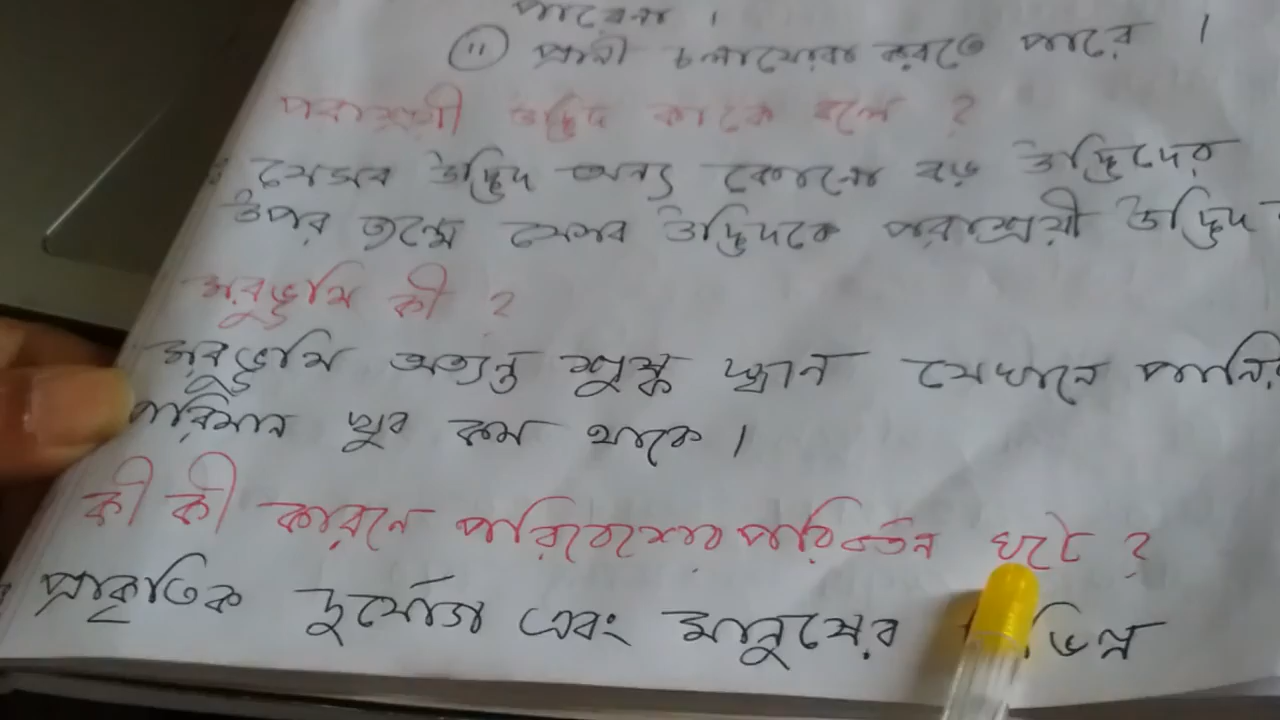 পারেনা ।
(ii) প্রানী চলাফেরা করতে পারে ।
পরাশ্রয়ী উদ্ভিদ কাকে বলে ?
যেসব উদ্ভিদ অন্য কোনো বড় উদ্ভিদের
উপর জন্মে সেসব উদ্ভিদকে পরাশ্রয়ী উদ্ভিদ
মরুভূমি কী ?
মরুভূমি অত্যন্ত শুষ্ক স্থান যেখানে পানির
পরিমান খুব কম থাকে ।
কী কী কারনে পরিবেশের পরিবর্তন ঘটে ?
প্রাকৃতিক দুর্যোগ এবং মানুষের